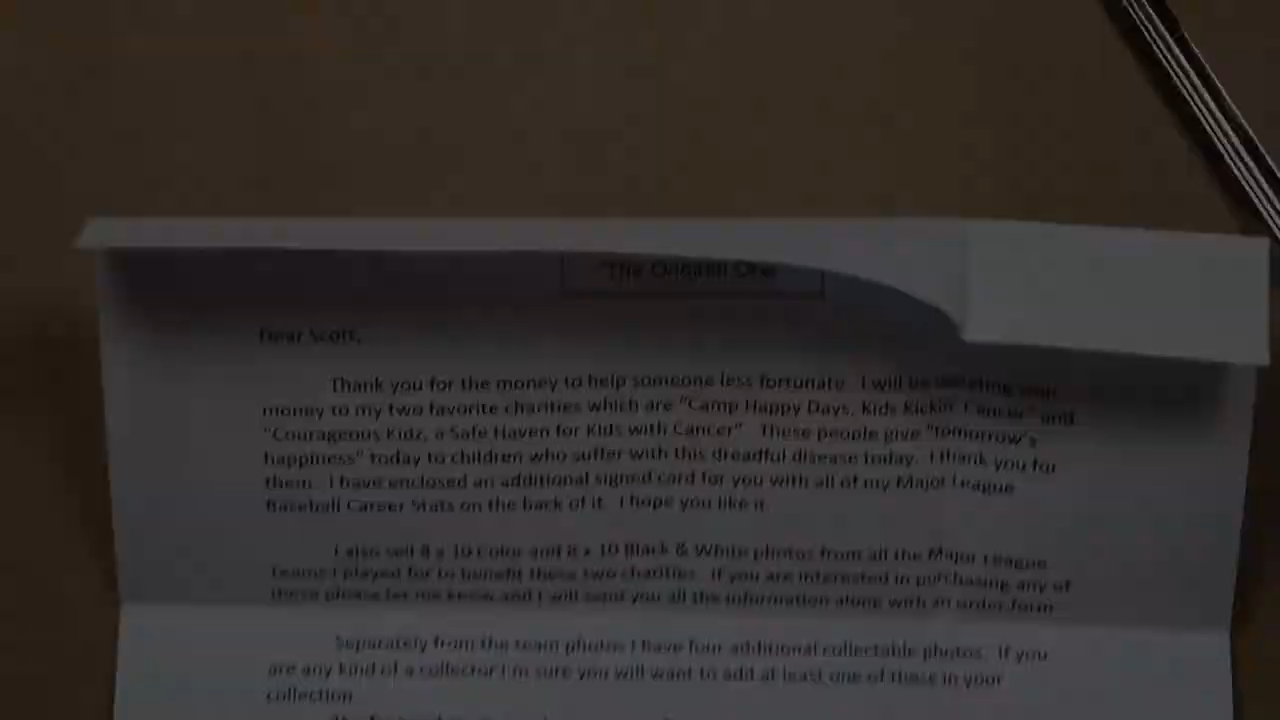 "The Original One
Dear Scott,
Thank you for the money to help someone less fortunate. I will be donating your
money to my two favorite charities which are "Camp Happy Days, Kids Kickin' Cancer" and
"Courageous Kidz, a Safe Haven for Kids with Cancer". These people give "tomorrow's
happiness" today to children who suffer with this dreadful disease today. I thank you for
them. I have enclosed an additional signed card for you with all of my Major League
Baseball Career Stats on the back of it. I hope you like it.
I also sell 8 x 10 Color and 8 x 10 Black & White photos from all the Major League
Teams I played for to benefit these two charities. If you are interested in purchasing any of
these please let me know and I will send you all the information along with an order form
Separately from the team photos I have four additional collectable photos. If you
are any kind of a collector I'm sure you will want to add at least one of these in your
collection